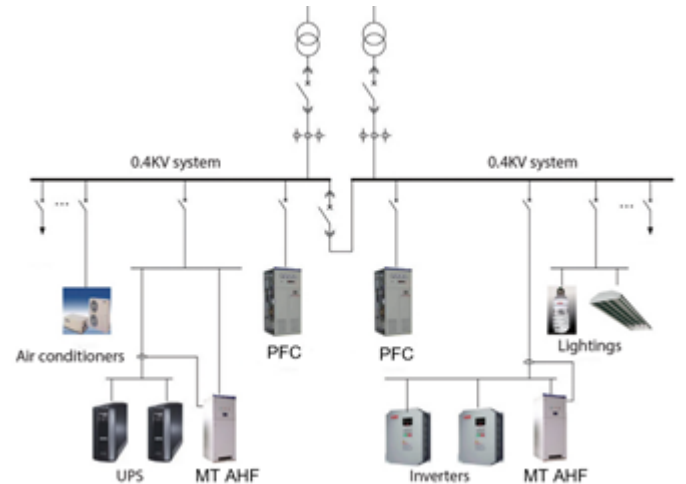 0.4KV system
0.4KV system
Air conditioners
PFC
PFC
Lightings
UPS
MT AHF
Inverters
MT AHF